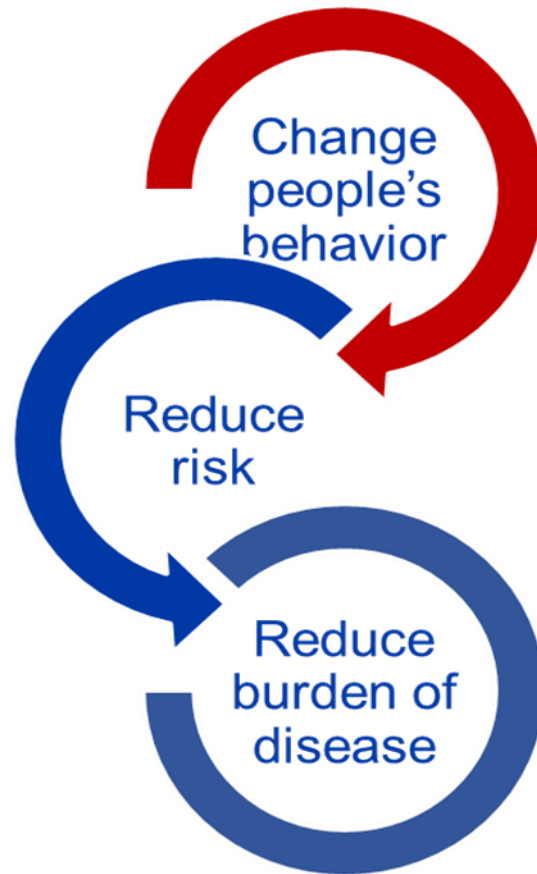 Change
people’s
behavior
Reduce
risk
Reduce
burden of
disease